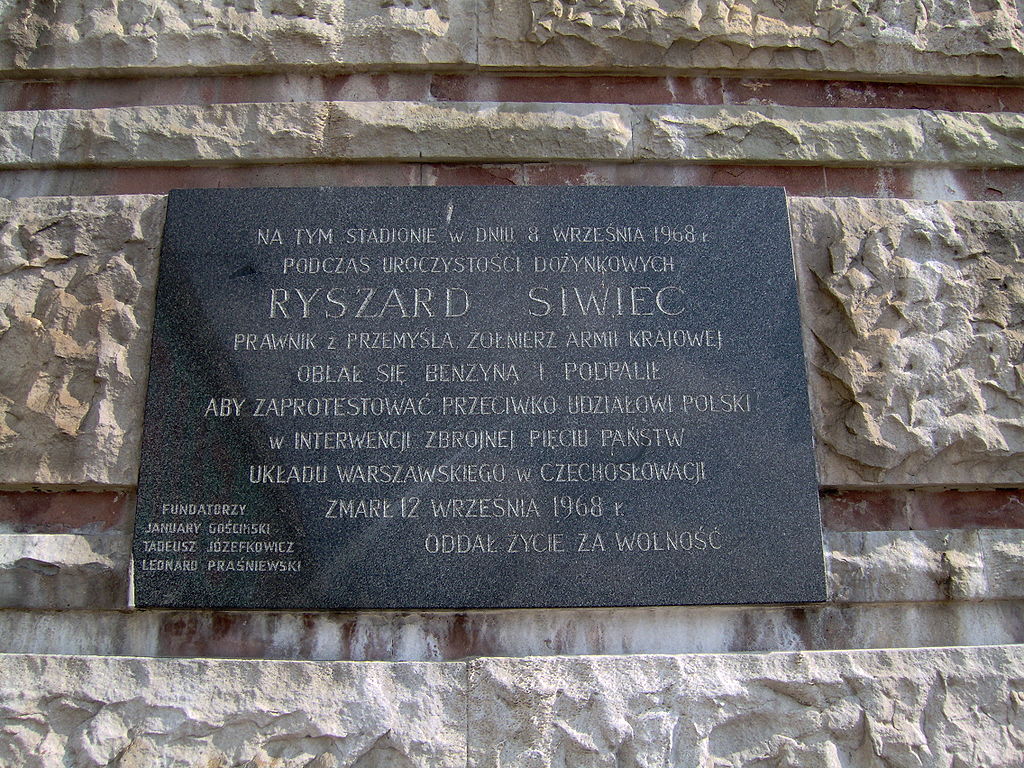 NA TYM STADIONIE W DNIU 8 WRZEŚNIA 1968 r.
PODCZAS UROCZYSTOŚCI DOŻYNKOWYCH
RYSZARD SIWIEC
PRAWNIK z PRZEMYŚLA, ŻOŁNIERZ ARMII KRAJOWEJ
OBLAŁ SIĘ BENZYNĄ I PODPALIŁ
ABY ZAPROTESTOWAĆ PRZECIWKO UDZIAŁOWI POLSKI
w INTERWENCJI ZBROJNEJ PIĘCIU PAŃSTW
UKŁADU WARSZAWSKIEGO w CZECHOSŁOWACJI
ZMARŁ 12 WRZEŚNIA 1968 r.
ODDAŁ ŻYCIE ZA WOLNOŚĆ
FUNDATORZY
JANUARY GOŚCIMSKI
TADEUSZ JÓZEFKOWICZ
LEONARD PRAŚNIEWSKI